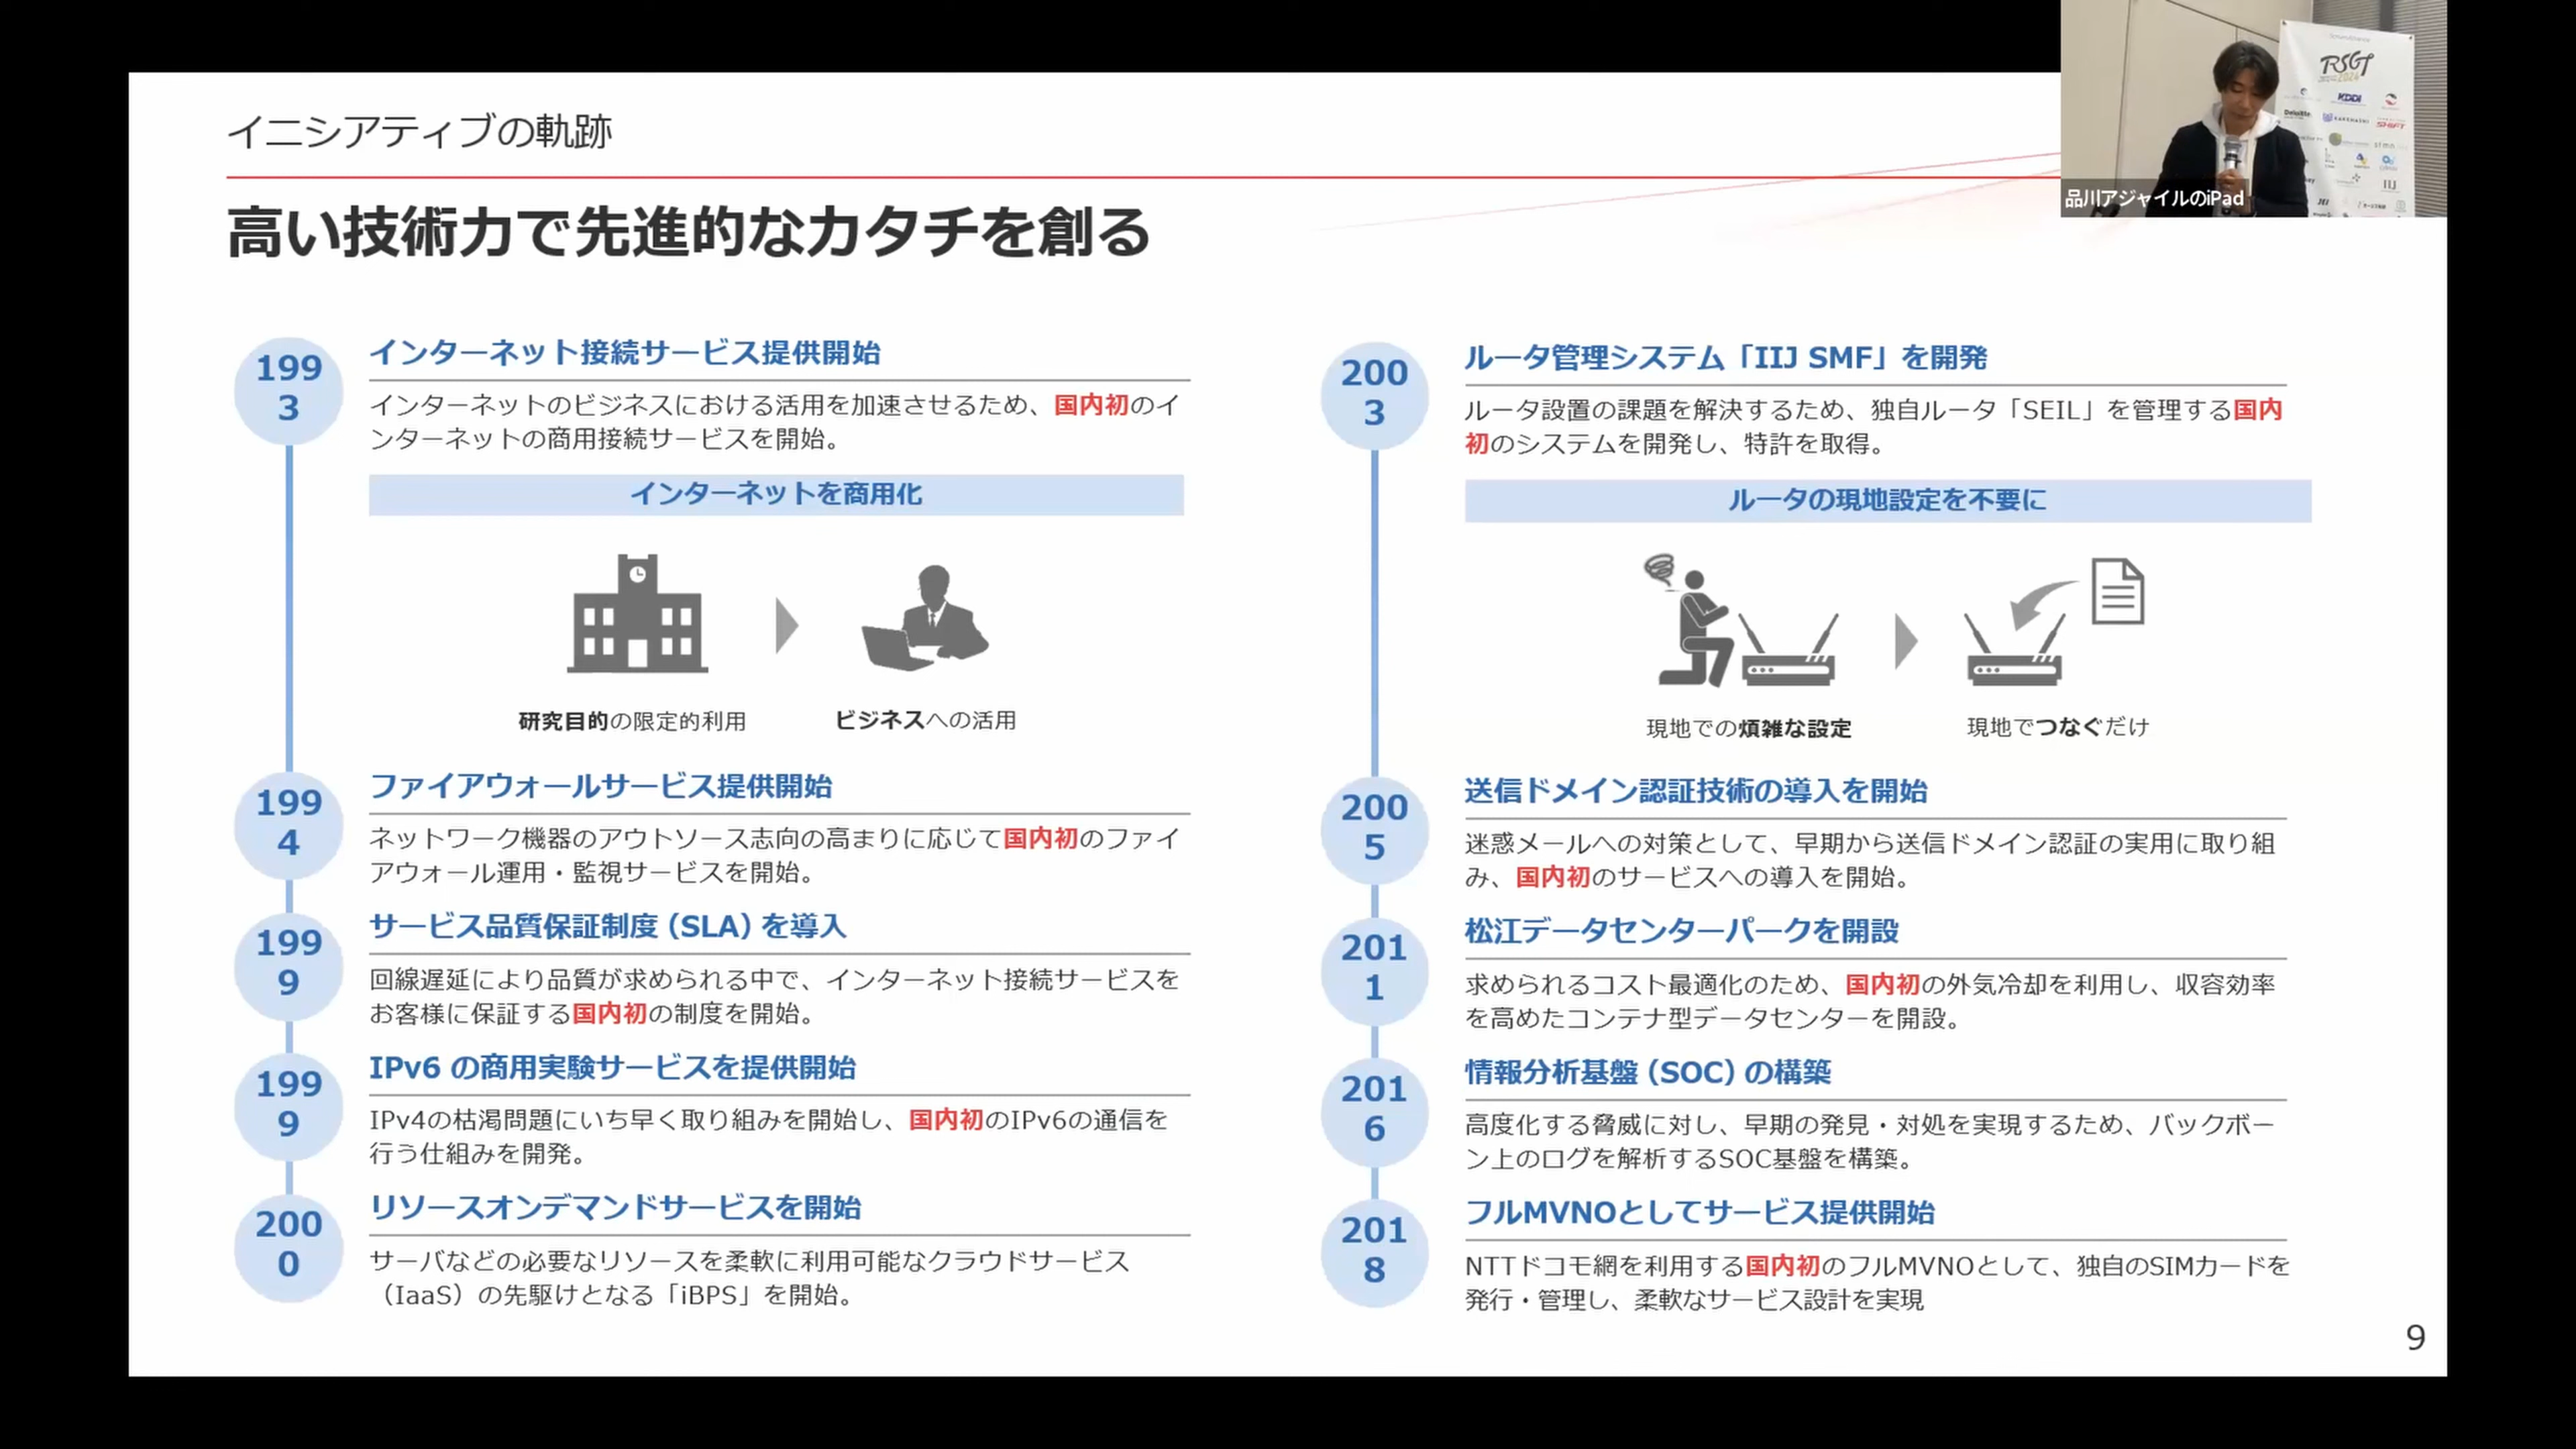 イニシアティブの軌跡
高い技術力で先進的なカタチを創る
199
3
インターネット接続サービス提供開始
インターネットのビジネスにおける活用を加速させるため、国内初のイ
ンターネットの商用接続サービスを開始。
インターネットを商用化
研究目的の限定的利用
ビジネスへの活用
199
4
ファイアウォールサービス提供開始
ネットワーク機器のアウトソース志向の高まりに応じて国内初のファイ
アウォール運用・監視サービスを開始。
199
9
サービス品質保証制度（SLA）を導入
回線遅延により品質が求められる中で、インターネット接続サービスを
お客様に保証する国内初の制度を開始。
199
9
IPv6 の商用実験サービスを提供開始
IPv4の枯渇問題にいち早く取り組みを開始し、国内初のIPv6の通信を
行う仕組みを開発。
200
0
リソースオンデマンドサービスを開始
サーバなどの必要なリソースを柔軟に利用可能なクラウドサービス
（IaaS）の先駆けとなる「iBPS」を開始。
200
3
ルータ管理システム「IIJ SMF」を開発
ルータ設置の課題を解決するため、独自ルータ「SEIL」を管理する国内
初のシステムを開発し、特許を取得。
ルータの現地設定を不要に
現地での煩雑な設定
現地でつなぐだけ
200
5
送信ドメイン認証技術の導入を開始
迷惑メールへの対策として、早期から送信ドメイン認証の実用に取り組
み、国内初のサービスへの導入を開始。
201
1
松江データセンターパークを開設
求められるコスト最適化のため、国内初の外気冷却を利用し、収容効率
を高めたコンテナ型データセンターを開設。
201
6
情報分析基盤（SOC）の構築
高度化する脅威に対し、早期の発見・対処を実現するため、バックボー
ン上のログを解析するSOC基盤を構築。
201
8
フルMVNOとしてサービス提供開始
NTTドコモ網を利用する国内初のフルMVNOとして、独自のSIMカードを
発行・管理し、柔軟なサービス設計を実現
9
RSGT
2024
KDDI
Deloitte
KAKEHASHI
SHIFT
IIJ
品川アジャイルのiPad